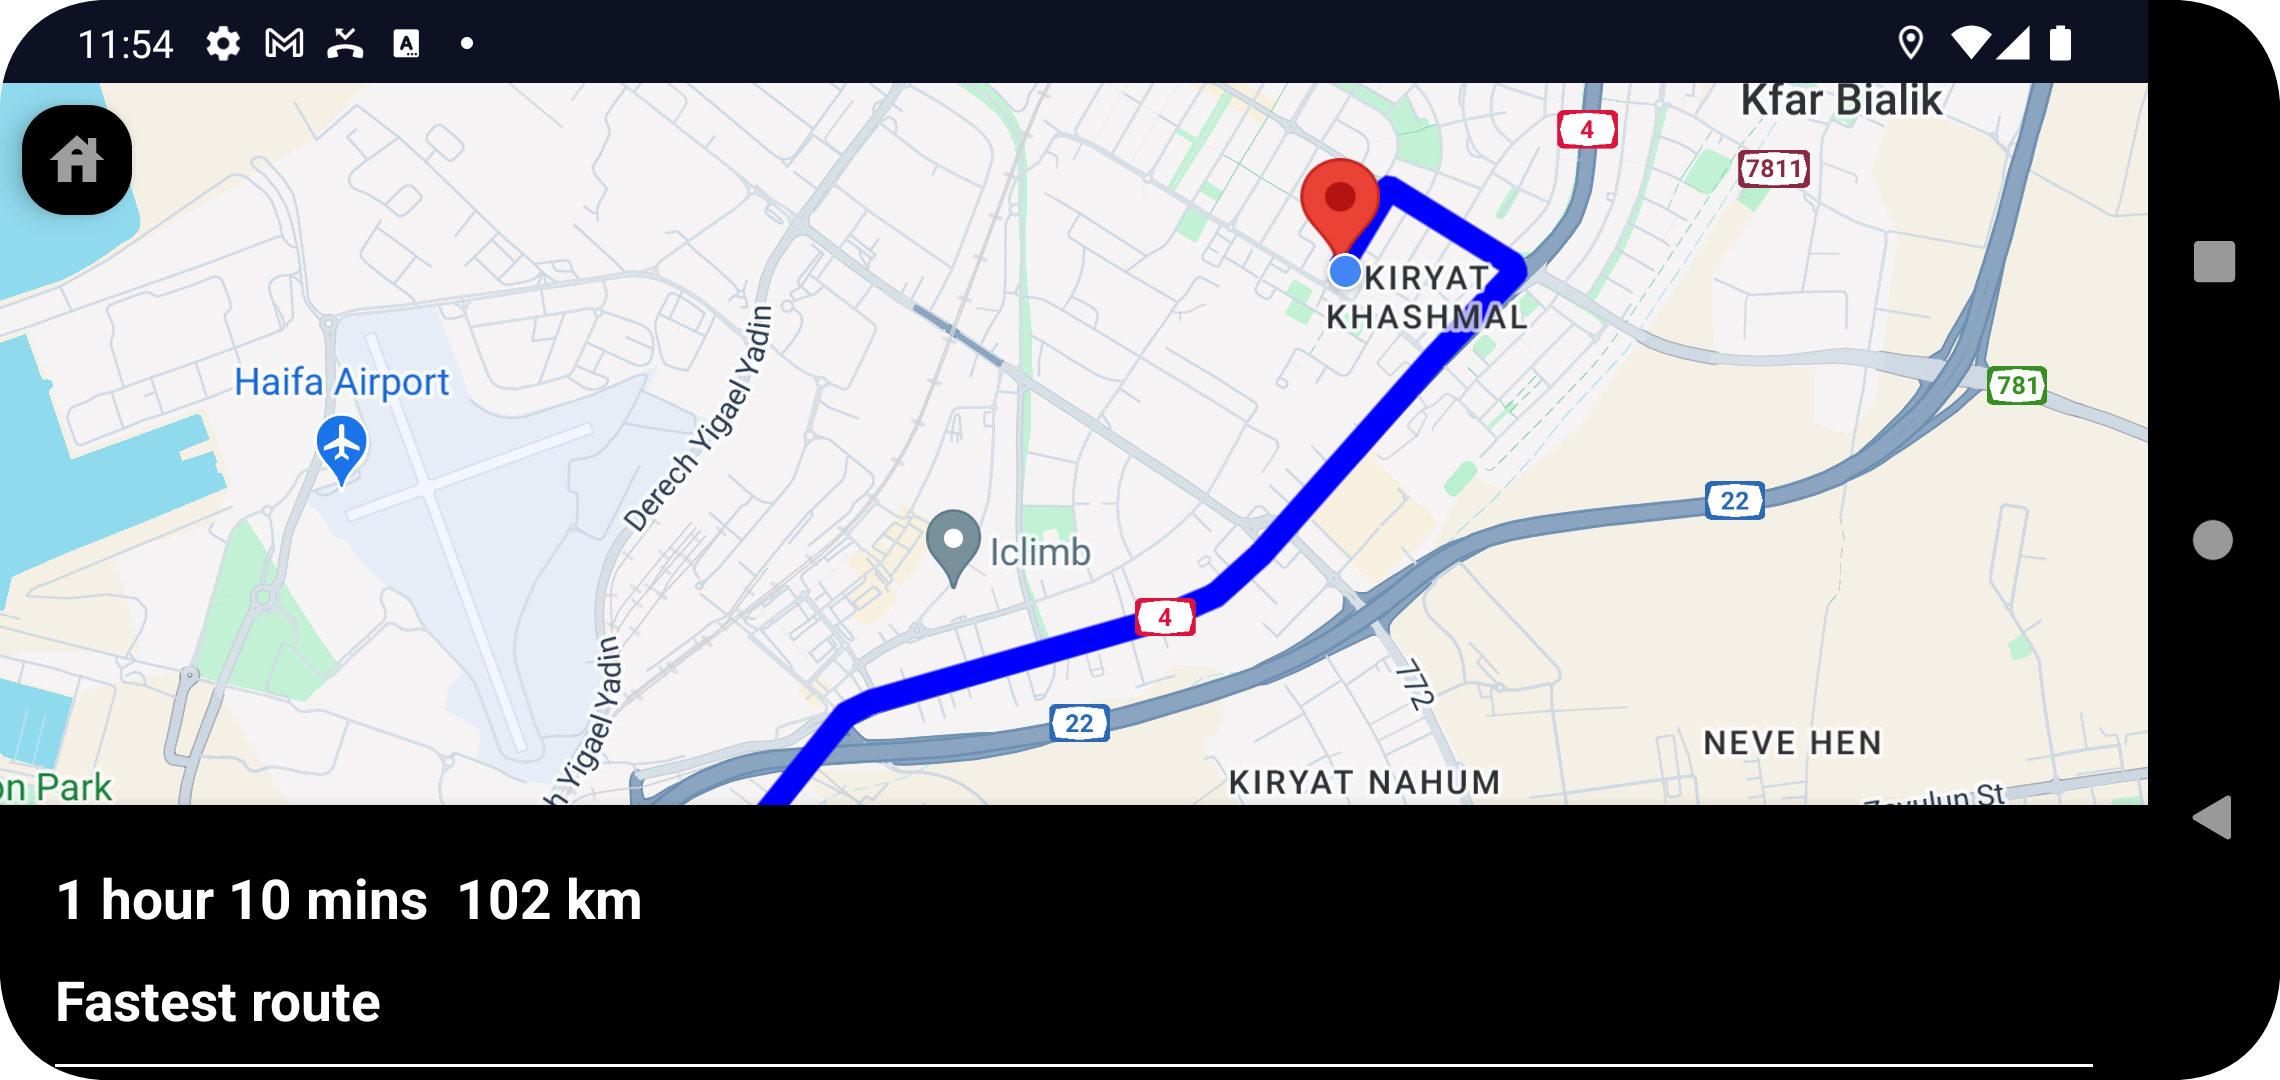 11:54
Kfar Bialik
4
7811
KIRYAT
KHASHMAL
Haifa Airport
781
Derech Yigael Yadin
22
Iclimb
4
772
22
h Yigael Yadin
NEVE HEN
KIRYAT NAHUM
on Park
Zevulun St
1 hour 10 mins 102 km
Fastest route